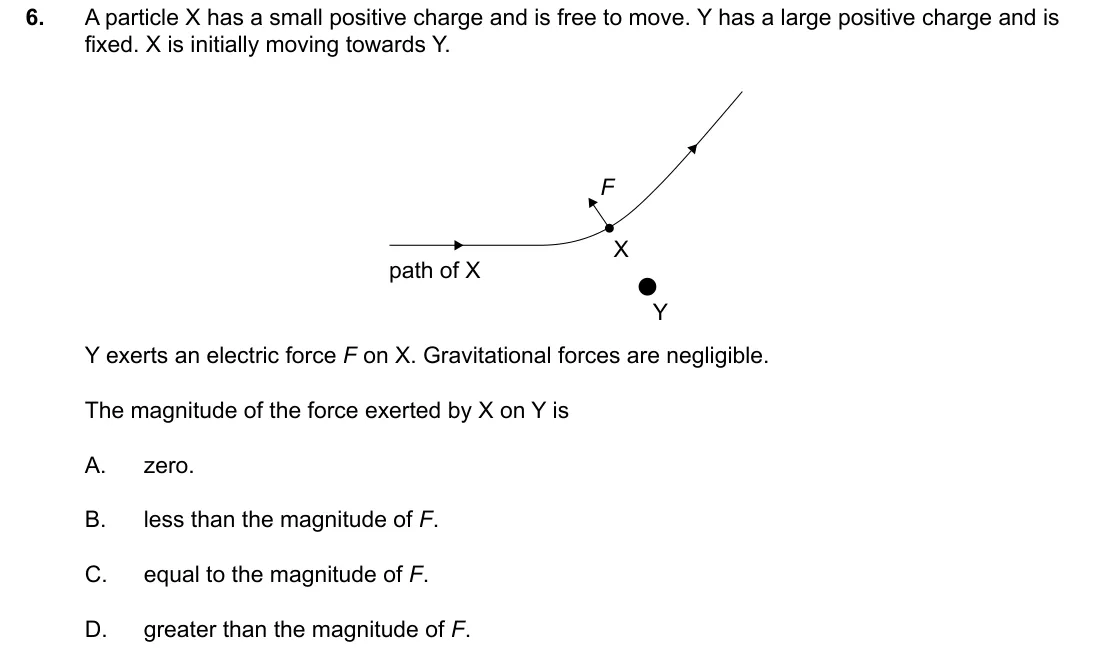 6. A particle X has a small positive charge and is free to move. Y has a large positive charge and is
fixed. X is initially moving towards Y.
F
X
path of X
Y
Y exerts an electric force F on X. Gravitational forces are negligible.
The magnitude of the force exerted by X on Y is
A. zero.
B. less than the magnitude of F.
C. equal to the magnitude of F.
D. greater than the magnitude of F.